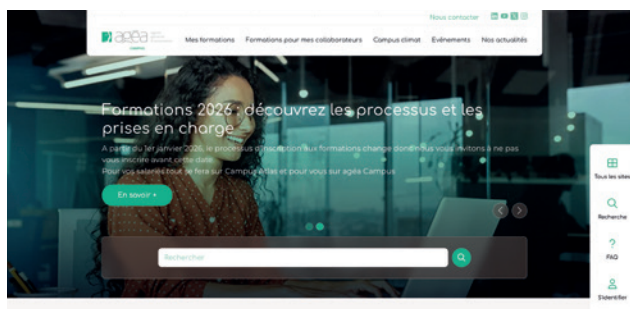 Nous contacter
agéa
CAMPUS
Mes formations Formations pour mes collaborateurs Campus climat Evénements Nos actualités
Formations 2026 : découvrez les processus et les
prises en charge
A partir du 1er janvier 2026, le processus d'inscription aux formations change donc nous vous invitons à ne pas
vous inscrire avant cette date.
Pour vos salariés tout se fera sur Campus Atlas et pour vous sur agéa Campus
En savoir +
Rechercher
Tous les sites
Recherche
?
FAQ
S'identifier